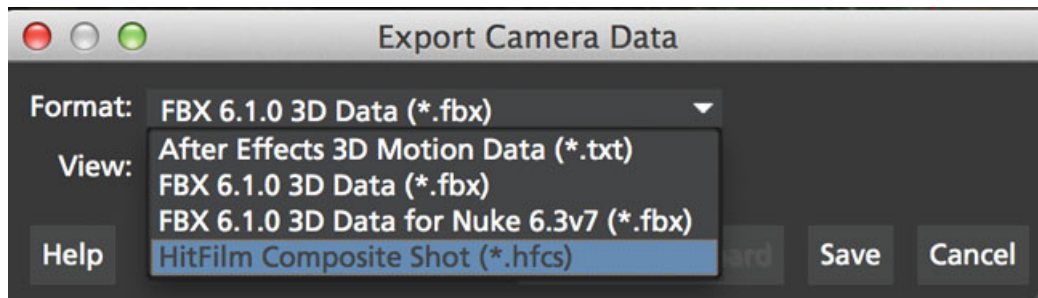 Export Camera Data
Format: FBX 6.1.0 3D Data (*.fbx)
After Effects 3D Motion Data (*.txt)
View:
FBX 6.1.0 3D Data (*.fbx)
FBX 6.1.0 3D Data for Nuke 6.3v7 (*.fbx)
Help HitFilm Composite Shot (*.hfcs) Save Cancel